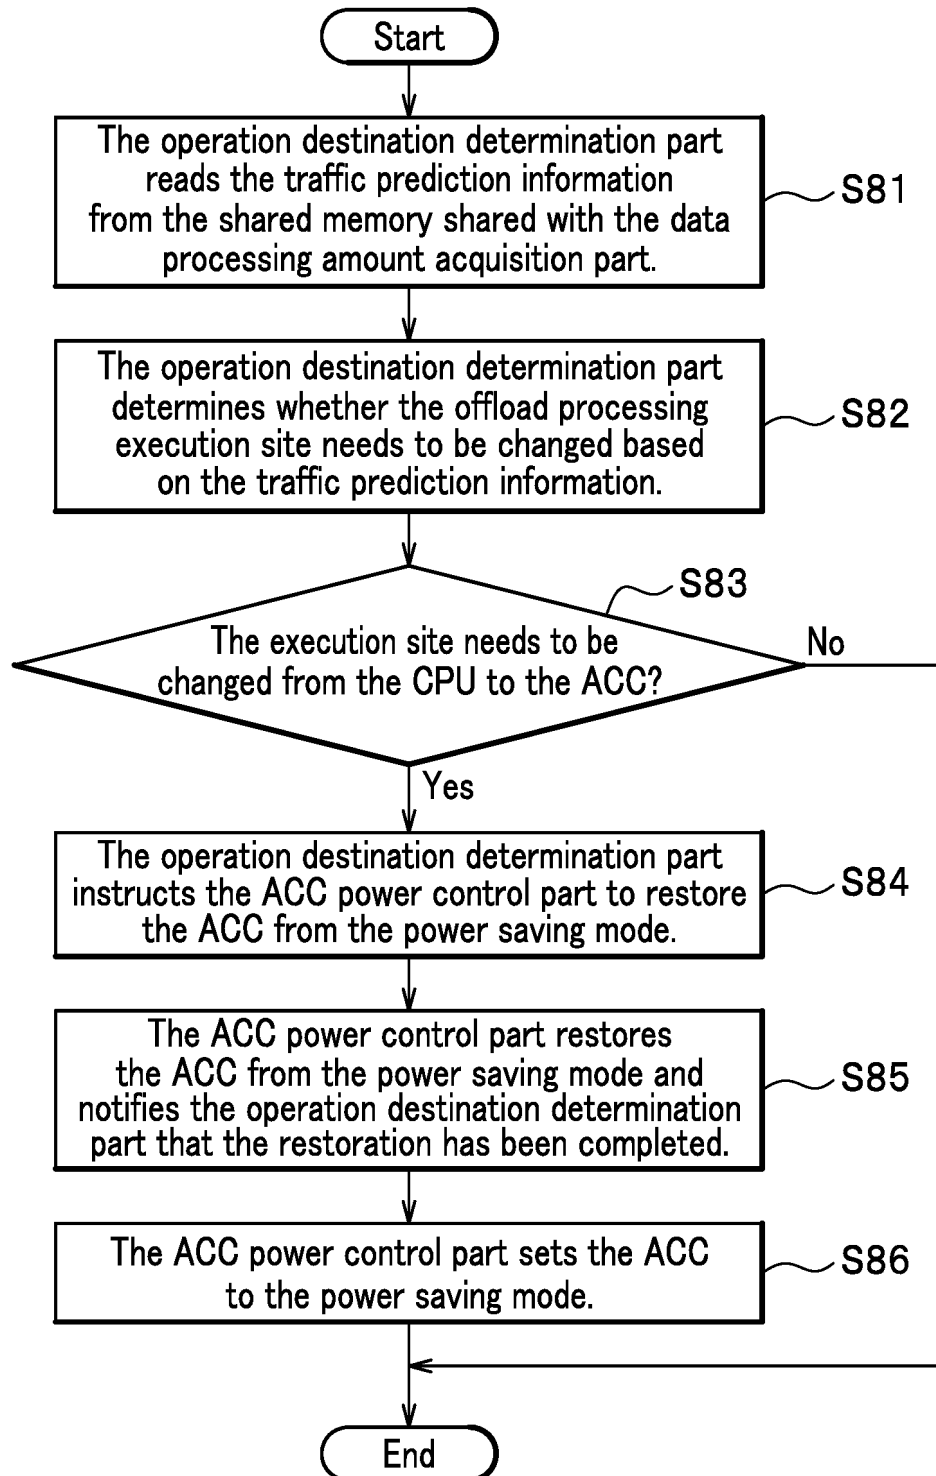 Start
The operation destination determination part
reads the traffic prediction information
from the shared memory shared with the data
processing amount acquisition part.
S81
The operation destination determination part
determines whether the offload processing
execution site needs to be changed based
on the traffic prediction information.
S82
S83
The execution site needs to be
changed from the CPU to the ACC?
No
Yes
The operation destination determination part
instructs the ACC power control part to restore
the ACC from the power saving mode.
S84
The ACC power control part restores
the ACC from the power saving mode and
notifies the operation destination determination
part that the restoration has been completed.
S85
The ACC power control part sets the ACC
to the power saving mode.
S86
End